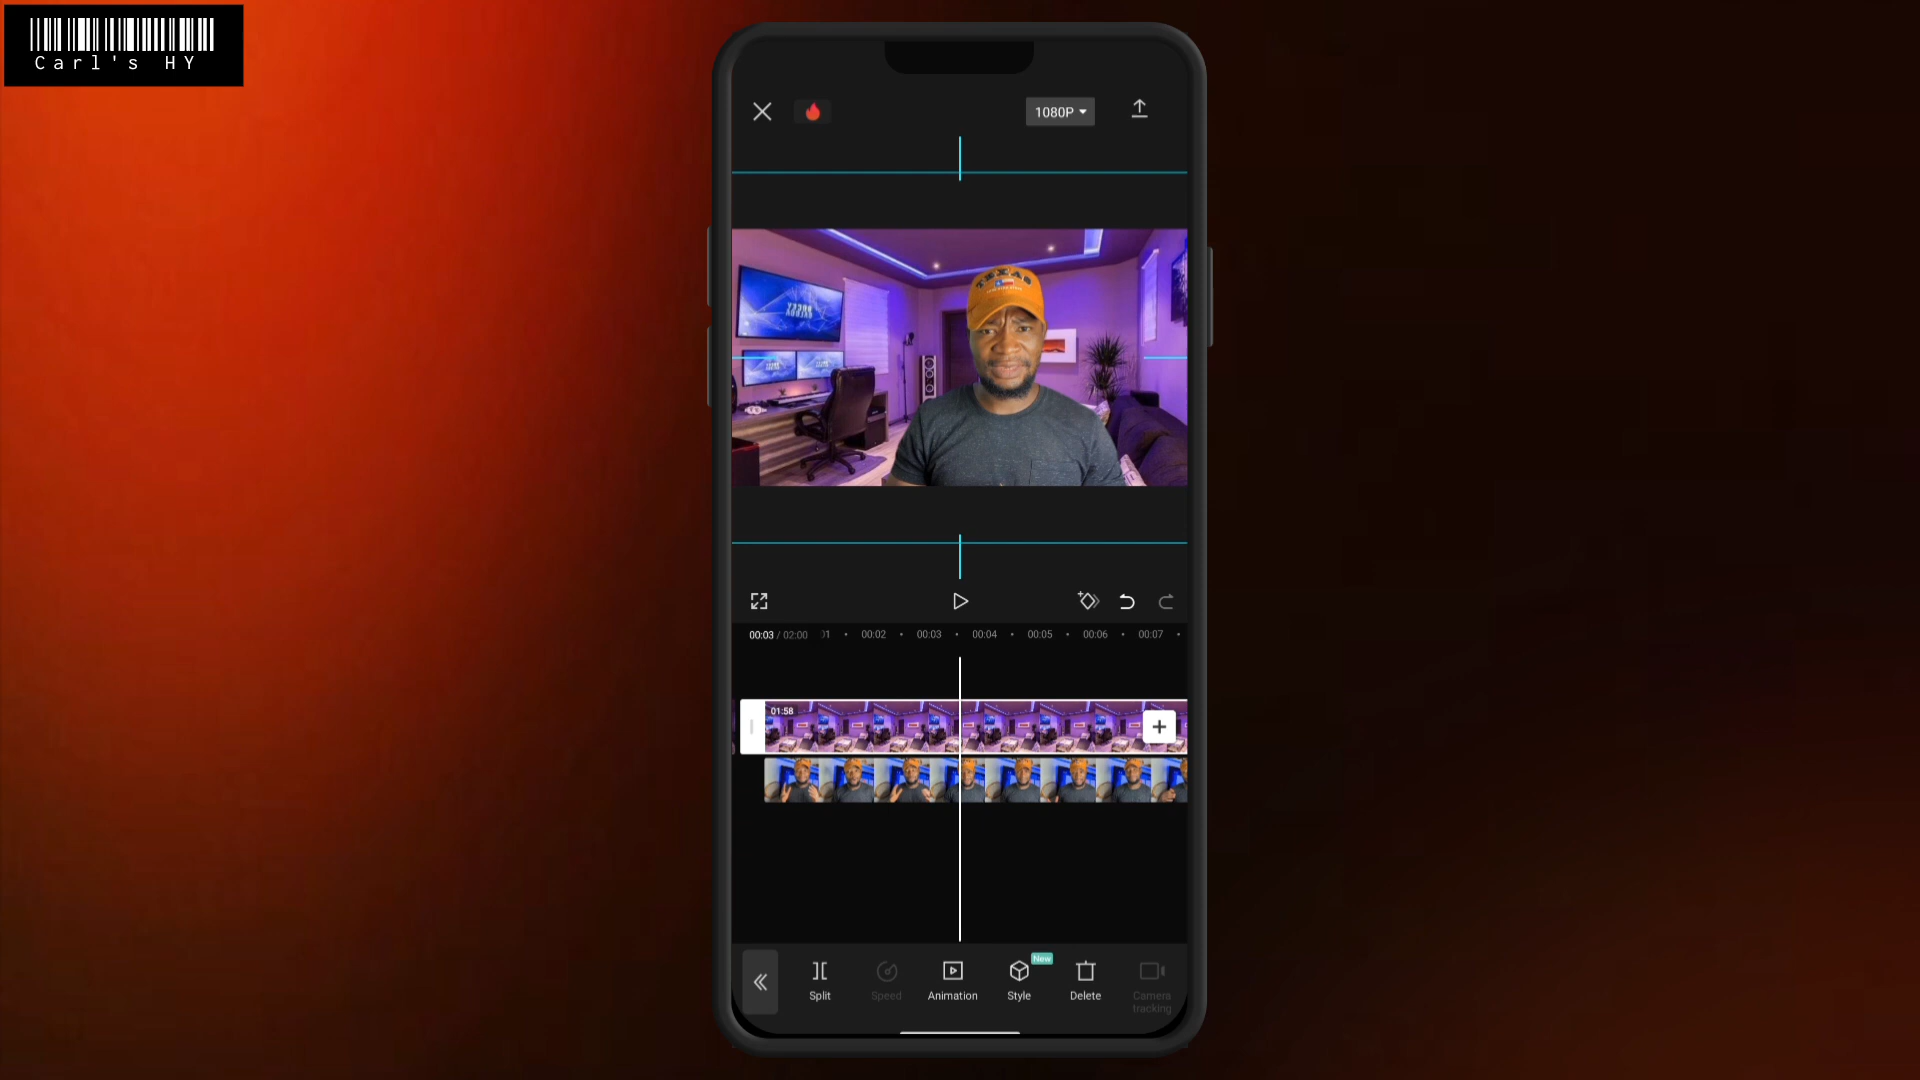 Carl's HY
1080P
TEXAS
00:03 / 02:00
00:02
00:03
00:04
00:05
00:06
00:07
01:58
New
Split
Speed
Animation
Style
Delete
Camera
tracking